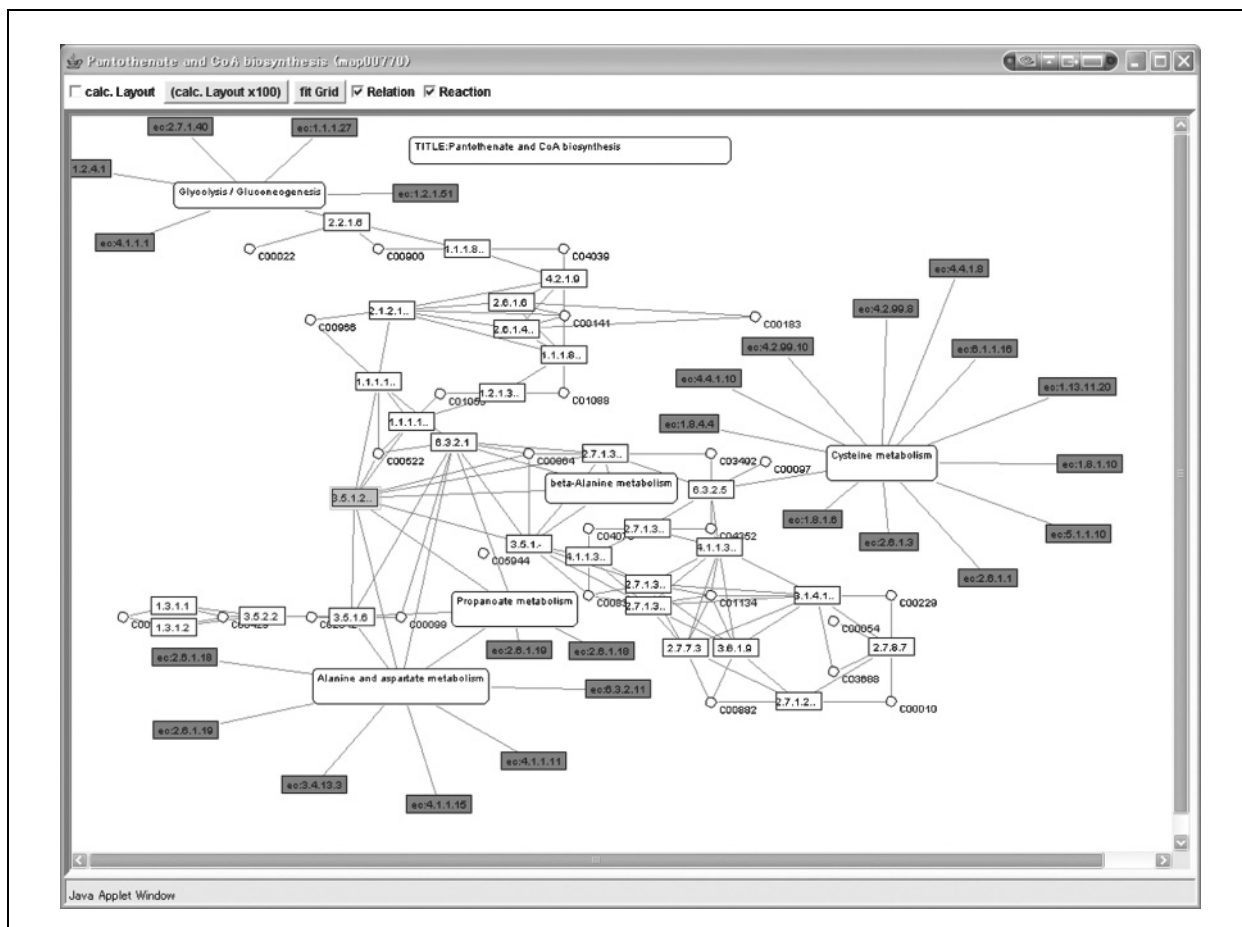 Pantothenate and CoA biosynthesis (map00770)
calc. Layout (calc. Layout x100) fit Grid Relation Reaction
ec:2.7.1.40
ec:1.1.1.27
TITLE:Pantothenate and CoA biosynthesis
1.2.4.1
Glycolysis / Gluconeogenesis
ec:1.2.1.51
2.2.1.6
ec:4.1.1.1
C00022
C00900
1.1.1.8..
C04039
ec:4.4.1.8
4.2.1.9
2.6.1.6
2.1.2.1..
ec:4.2.99.8
C00966
C00141
C00183
2.6.1.4..
ec:4.2.99.10
ec:6.1.1.16
1.1.1.8..
1.1.1.1..
ec:4.4.1.10
ec:1.13.11.20
1.2.1.3..
C01088
1.1.1.1..
ec:1.8.4.4
6.3.2.1
C00522
C00864
2.7.1.3..
C03492
C00097
Cysteine metabolism
ec:1.8.1.10
beta-Alanine metabolism
6.3.2.5
3.5.1.2..
ec:1.8.1.6
2.7.1.3..
ec:5.1.1.10
3.5.1.-
4.1.1.3..
4.1.1.3..
ec:2.6.1.3
C05944
ec:2.6.1.1
2.7.1.3..
C01134
3.1.4.1..
C00229
2.7.1.3..
1.3.1.1
Propanoate metabolism
3.5.2.2
3.5.1.6
C00099
1.3.1.2
C00054
2.7.7.3
3.6.1.9
2.7.8.7
ec:2.6.1.18
ec:2.6.1.19
ec:2.6.1.18
C03688
Alanine and aspartate metabolism
ec:6.3.2.11
C00882
2.7.1.2..
C00010
ec:2.6.1.19
ec:4.1.1.11
ec:3.4.13.3
ec:4.1.1.15
Java Applet Window